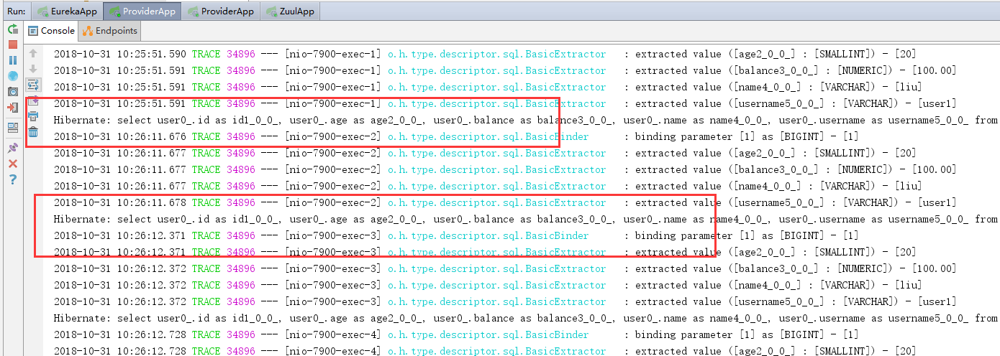 Run: EurekaApp ProviderApp ProviderApp ZuulApp
Console Endpoints
2018-10-31 10:25:51.590 TRACE 34896 --- [nio-7900-exec-1] o.h.type.descriptor.sql.BasicExtractor : extracted value ([age2_0_0_] : [SMALLINT]) - [20]
2018-10-31 10:25:51.591 TRACE 34896 --- [nio-7900-exec-1] o.h.type.descriptor.sql.BasicExtractor : extracted value ([balance3_0_0_] : [NUMERIC]) - [100.00]
2018-10-31 10:25:51.591 TRACE 34896 --- [nio-7900-exec-1] o.h.type.descriptor.sql.BasicExtractor : extracted value ([name4_0_0_] : [VARCHAR]) - [liu]
2018-10-31 10:25:51.591 TRACE 34896 --- [nio-7900-exec-1] o.h.type.descriptor.sql.BasicExtractor : extracted value ([username5_0_0_] : [VARCHAR]) - [user1]
Hibernate: select user0_.id as id1_0_0_, user0_.age as age2_0_0_, user0_.balance as balance3_0_0_, user0_.name as name4_0_0_, user0_.username as username5_0_0_ from
2018-10-31 10:26:11.676 TRACE 34896 --- [nio-7900-exec-2] o.h.type.descriptor.sql.BasicBinder : binding parameter [1] as [BIGINT] - [1]
2018-10-31 10:26:11.677 TRACE 34896 --- [nio-7900-exec-2] o.h.type.descriptor.sql.BasicExtractor : extracted value ([age2_0_0_] : [SMALLINT]) - [20]
2018-10-31 10:26:11.677 TRACE 34896 --- [nio-7900-exec-2] o.h.type.descriptor.sql.BasicExtractor : extracted value ([balance3_0_0_] : [NUMERIC]) - [100.00]
2018-10-31 10:26:11.677 TRACE 34896 --- [nio-7900-exec-2] o.h.type.descriptor.sql.BasicExtractor : extracted value ([name4_0_0_] : [VARCHAR]) - [liu]
2018-10-31 10:26:11.678 TRACE 34896 --- [nio-7900-exec-2] o.h.type.descriptor.sql.BasicExtractor : extracted value ([username5_0_0_] : [VARCHAR]) - [user1]
Hibernate: select user0_.id as id1_0_0_, user0_.age as age2_0_0_, user0_.balance as balance3_0_0_, user0_.name as name4_0_0_, user0_.username as username5_0_0_ from
2018-10-31 10:26:12.371 TRACE 34896 --- [nio-7900-exec-3] o.h.type.descriptor.sql.BasicBinder : binding parameter [1] as [BIGINT] - [1]
2018-10-31 10:26:12.371 TRACE 34896 --- [nio-7900-exec-3] o.h.type.descriptor.sql.BasicExtractor : extracted value ([age2_0_0_] : [SMALLINT]) - [20]
2018-10-31 10:26:12.372 TRACE 34896 --- [nio-7900-exec-3] o.h.type.descriptor.sql.BasicExtractor : extracted value ([balance3_0_0_] : [NUMERIC]) - [100.00]
2018-10-31 10:26:12.372 TRACE 34896 --- [nio-7900-exec-3] o.h.type.descriptor.sql.BasicExtractor : extracted value ([name4_0_0_] : [VARCHAR]) - [liu]
2018-10-31 10:26:12.372 TRACE 34896 --- [nio-7900-exec-3] o.h.type.descriptor.sql.BasicExtractor : extracted value ([username5_0_0_] : [VARCHAR]) - [user1]
Hibernate: select user0_.id as id1_0_0_, user0_.age as age2_0_0_, user0_.balance as balance3_0_0_, user0_.name as name4_0_0_, user0_.username as username5_0_0_ from
2018-10-31 10:26:12.728 TRACE 34896 --- [nio-7900-exec-4] o.h.type.descriptor.sql.BasicBinder : binding parameter [1] as [BIGINT] - [1]
2018-10-31 10:26:12.728 TRACE 34896 --- [nio-7900-exec-4] o.h.type.descriptor.sql.BasicExtractor : extracted value ([age2_0_0_] : [SMALLINT]) - [20]